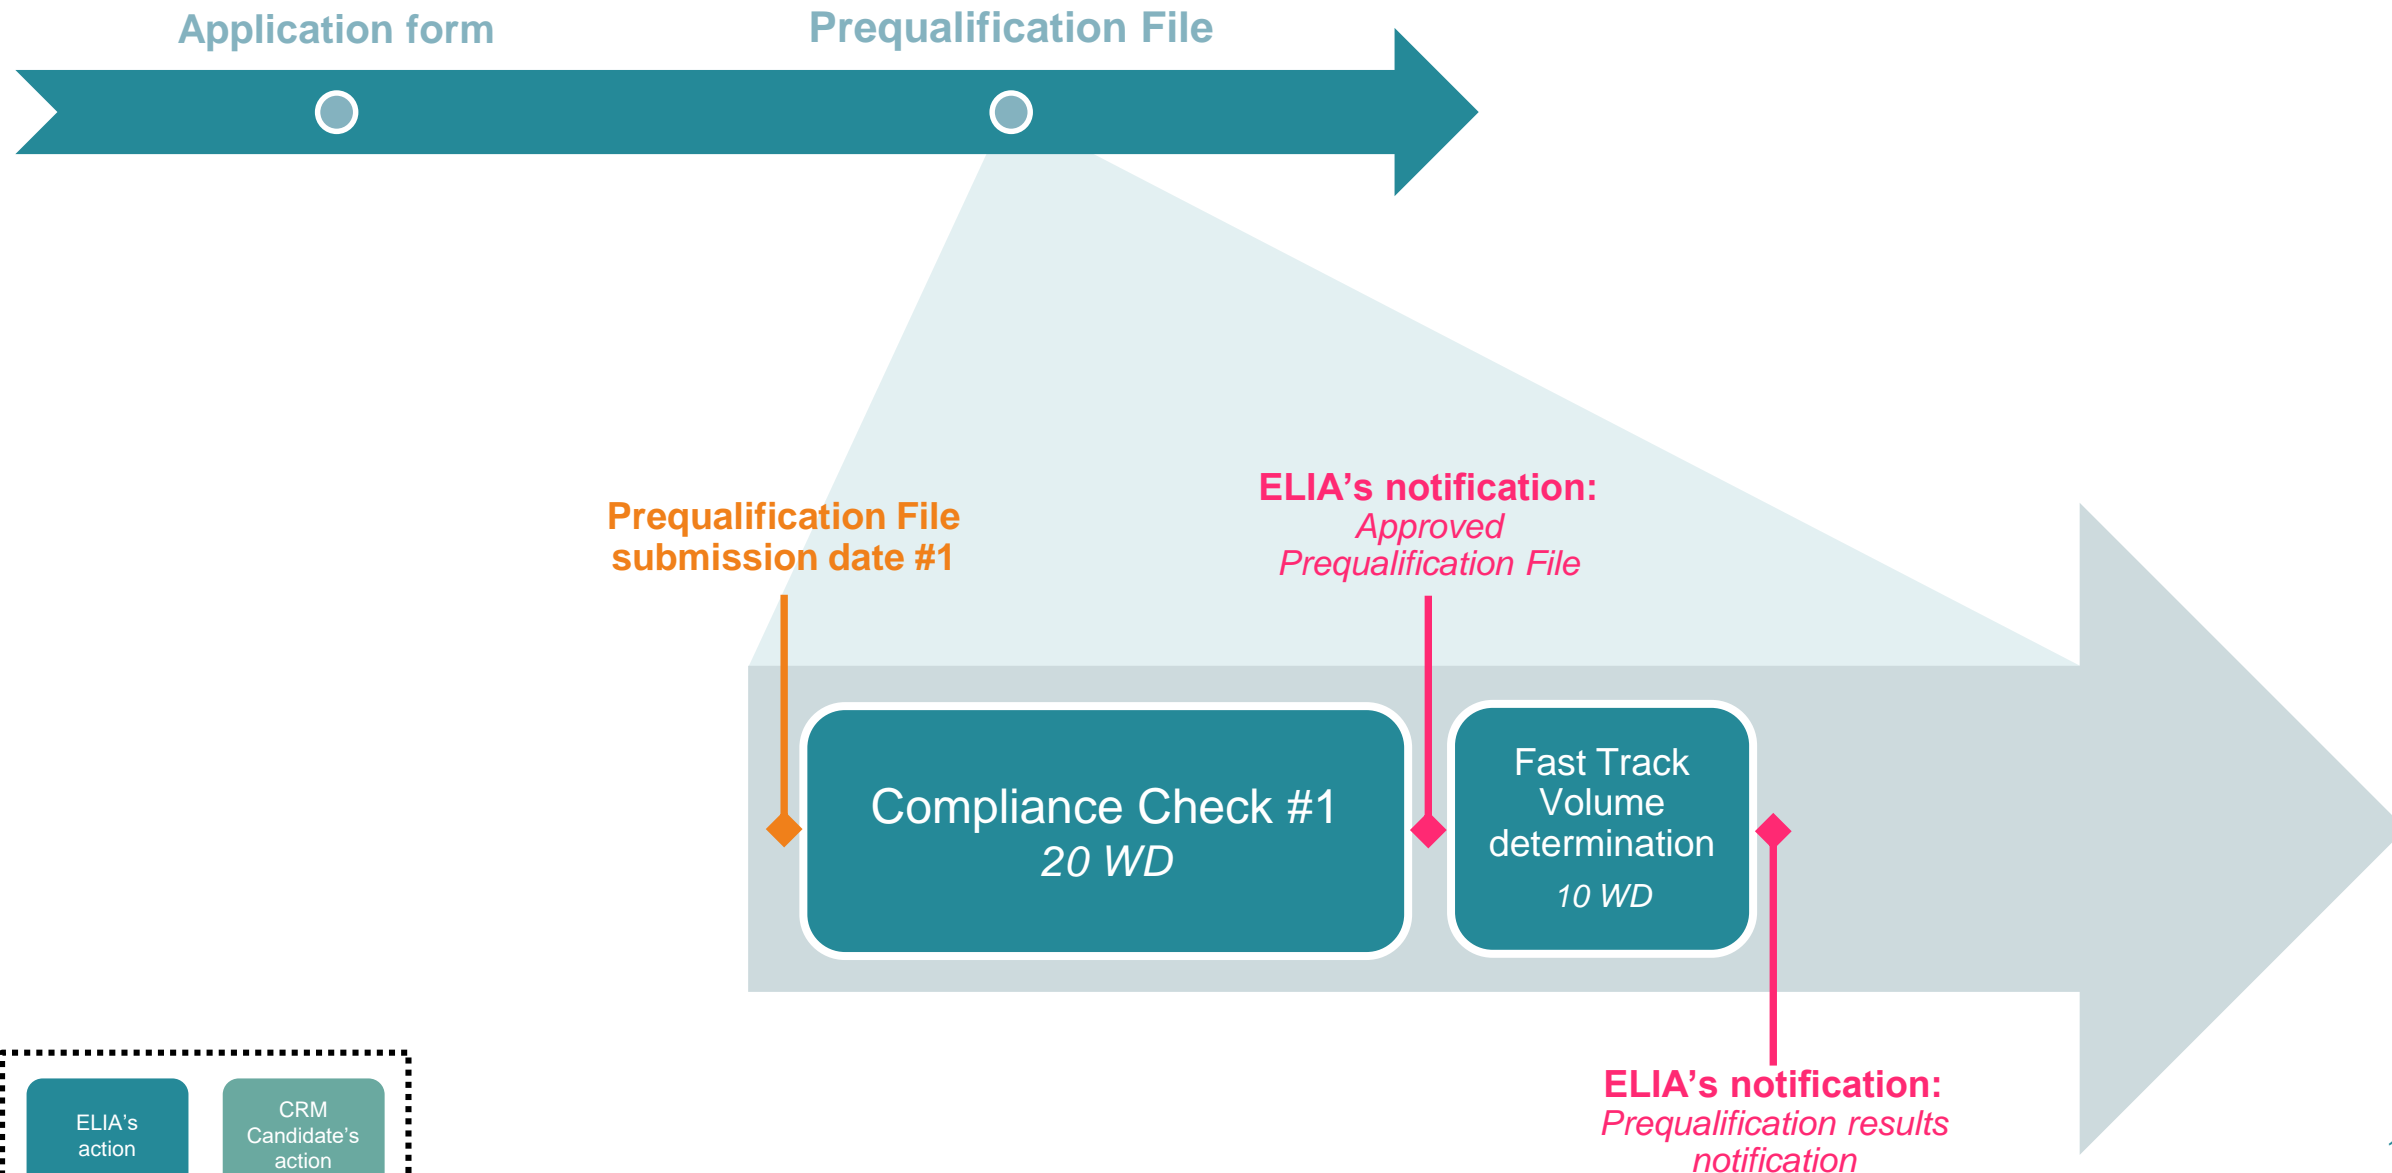 Application form
Prequalification File
Prequalification File
submission date #1
ELIA’s notification:
Approved
Prequalification File
Compliance Check #1
20 WD
Fast Track
Volume
determination
10 WD
ELIA’s notification:
Prequalification results
notification
ELIA’s
action
CRM
Candidate’s
action